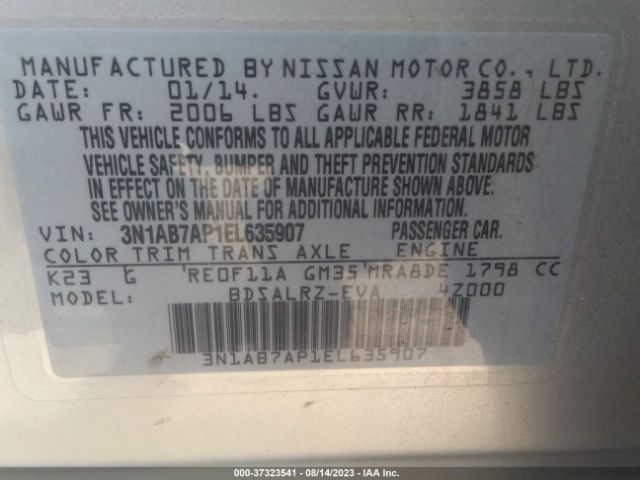 MANUFACTURED BY NISSAN MOTOR CO., LTD.
DATE: 01/14. GVWR: 3858 LBS
GAWR FR: 2006 LBS GAWR RR: 1841 LBS
THIS VEHICLE CONFORMS TO ALL APPLICABLE FEDERAL MOTOR
VEHICLE SAFETY, BUMPER AND THEFT PREVENTION STANDARDS
IN EFFECT ON THE DATE OF MANUFACTURE SHOWN ABOVE.
SEE OWNER'S MANUAL FOR ADDITIONAL INFORMATION.
VIN: 3N1AB7AP1EL635907 PASSENGER CAR.
COLOR TRIM TRANS AXLE ENGINE
K23 G 'RE0F11A GM35'MRA8DE 1798 CC
MODEL: BDSALRZ-EVA 4Z000
3N1AB7AP1EL635907
000-37323541 - 08/14/2023 - IAA Inc.